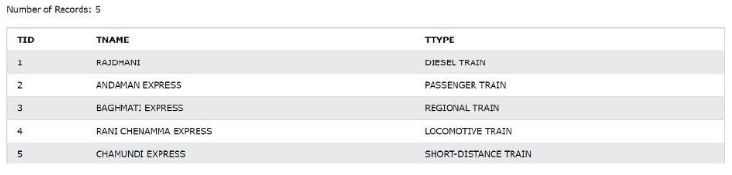 Number of Records: 5
TID TNAME TTYPE
1 RAJDHANI DIESEL TRAIN
2 ANDAMAN EXPRESS PASSENGER TRAIN
3 BAGHMATI EXPRESS REGIONAL TRAIN
4 RANI CHENAMMA EXPRESS LOCOMOTIVE TRAIN
5 CHAMUNDI EXPRESS SHORT-DISTANCE TRAIN